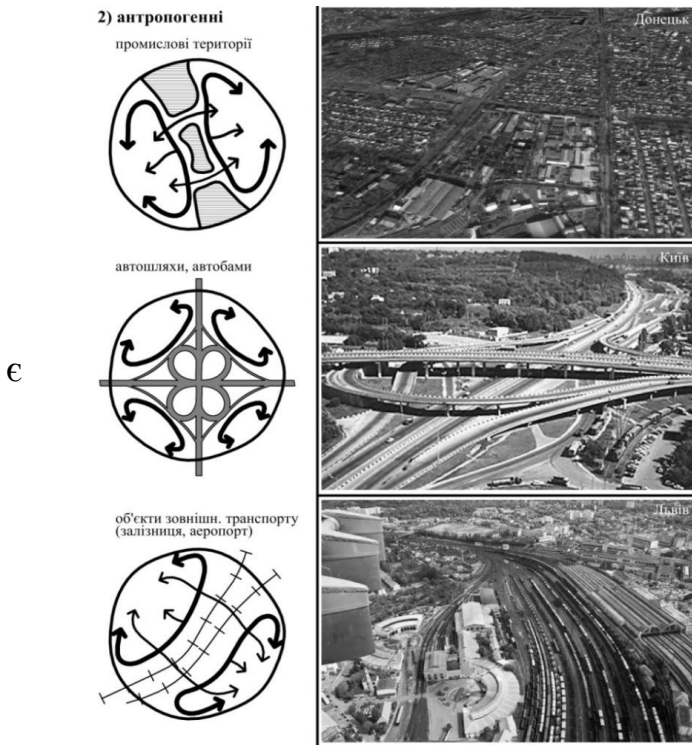 2) антропогенні
промислові території
Донецьк
автошляхи, автобами
Київ
є
об'єкти зовнішн. транспорту
(залізниця, аеропорт)
Львів